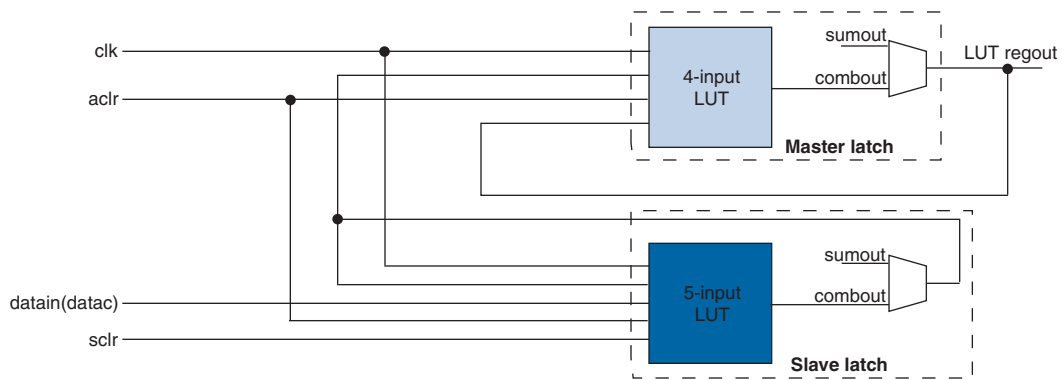 clk
aclr
4-input
LUT
sumout
combout
LUT regout
Master latch
datain(datac)
sclr
5-input
LUT
sumout
combout
Slave latch